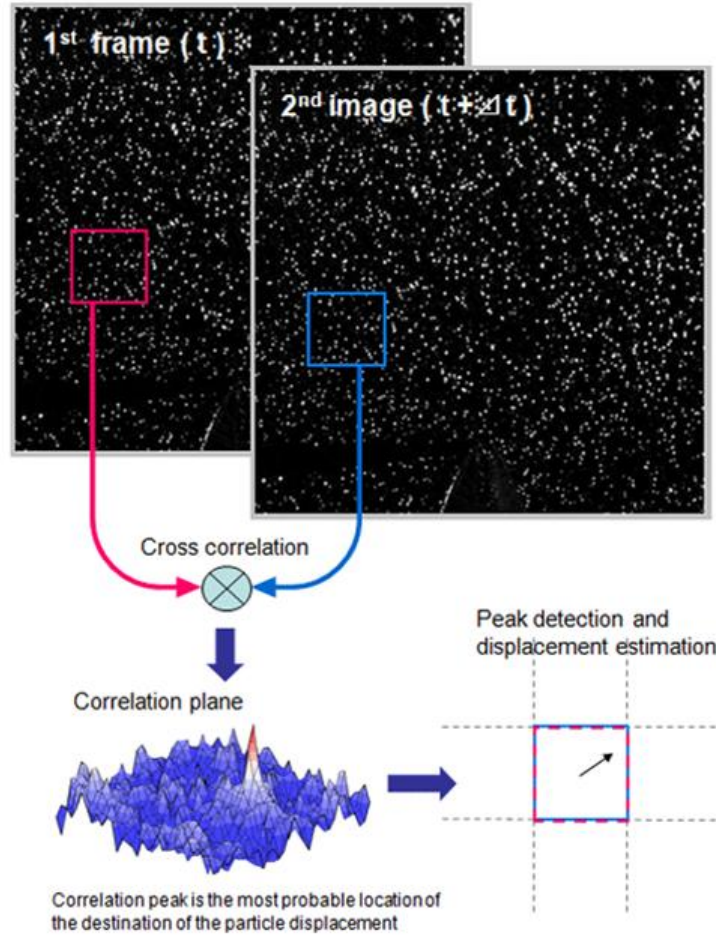 1st frame ( t )
2nd image ( t + ⊿t )
Cross correlation
Peak detection and
displacement estimation
Correlation plane
Correlation peak is the most probable location of
the destination of the particle displacement